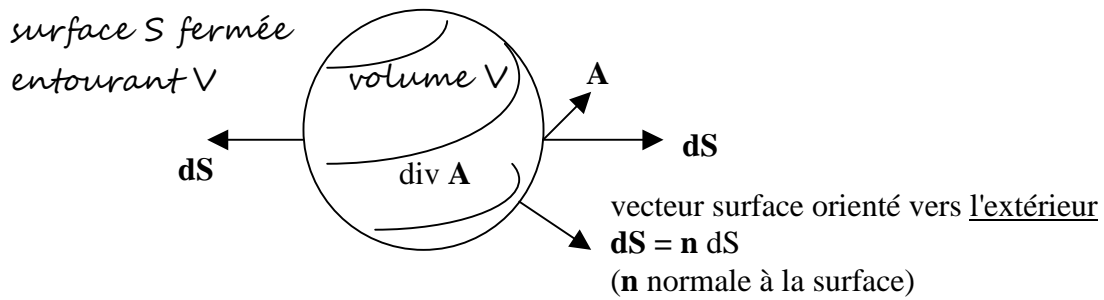 surface S fermée
entourant V
volume V
A
dS
dS
div A
vecteur surface orienté vers l'extérieur
dS = n dS
(n normale à la surface)